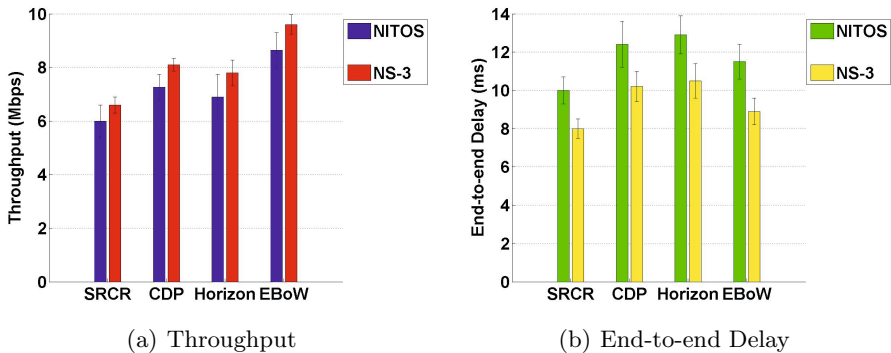 10
8
6
4
2
0
Throughput (Mbps)
SRCR CDP Horizon EBoW
NITOS
NS-3
(a) Throughput
14
12
10
8
6
4
2
0
End-to-end Delay (ms)
SRCR CDP Horizon EBoW
NITOS
NS-3
(b) End-to-end Delay